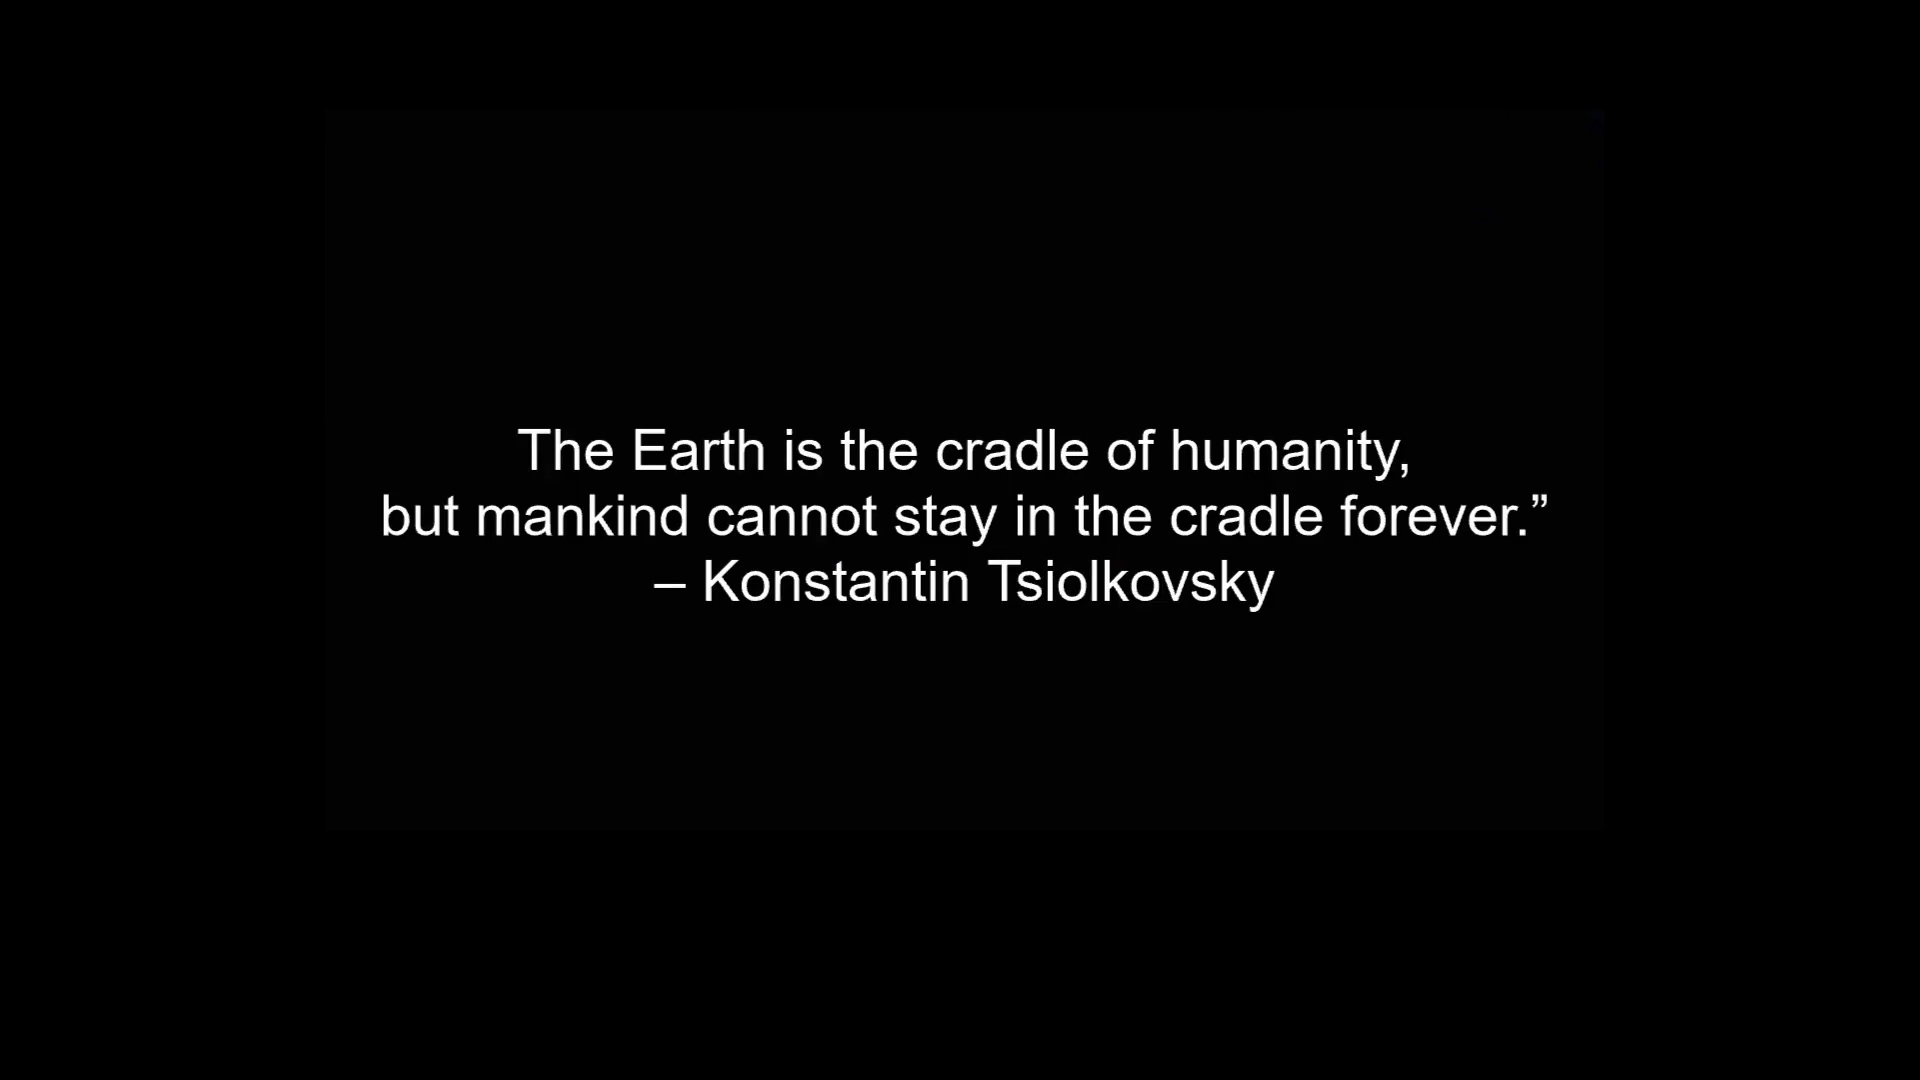 The Earth is the cradle of humanity,
but mankind cannot stay in the cradle forever.”
– Konstantin Tsiolkovsky